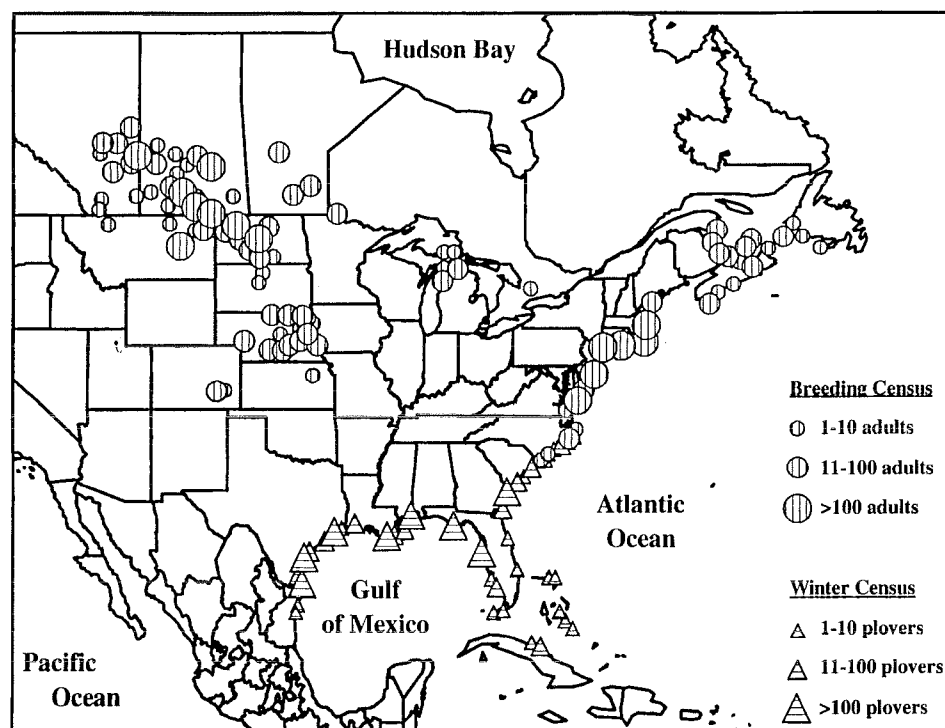 Hudson Bay
Breeding Census
1-10 adults
11-100 adults
>100 adults
Atlantic
Ocean
Gulf
of Mexico
Winter Census
1-10 plovers
11-100 plovers
>100 plovers
Pacific
Ocean